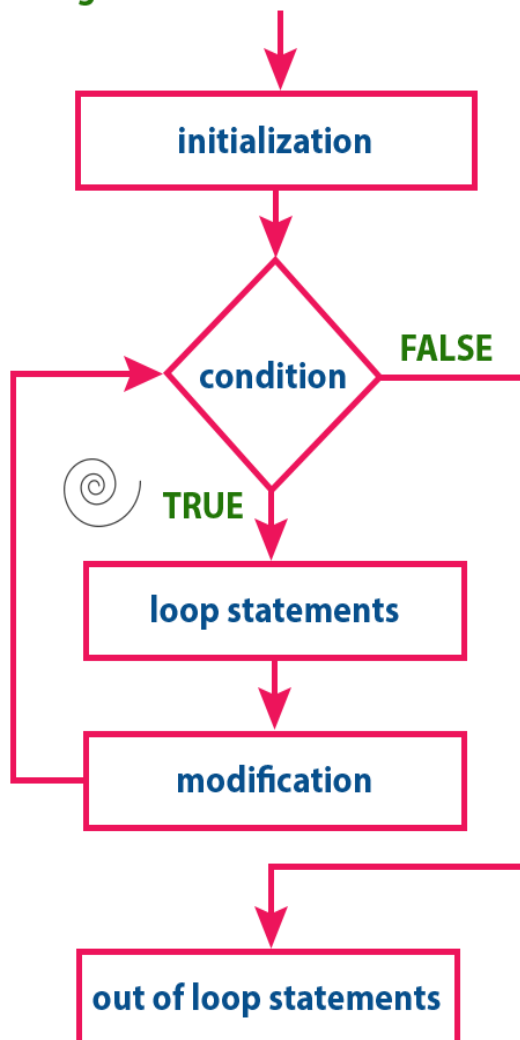 initialization
condition
FALSE
TRUE
loop statements
modification
out of loop statements